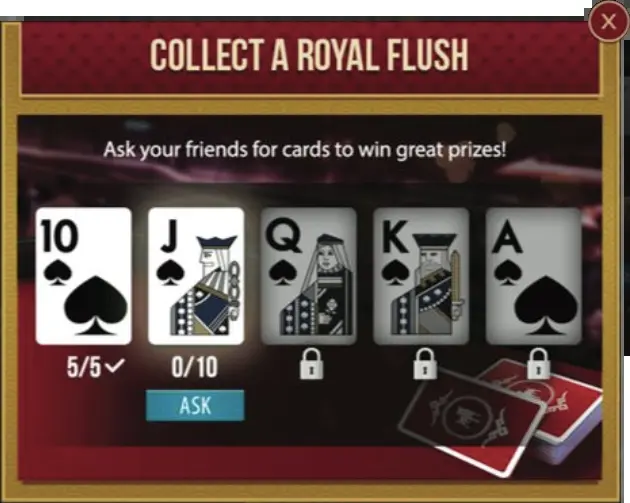 COLLECT A ROYAL FLUSH
Ask your friends for cards to win great prizes!
10 J Q K A
5/5 0/10
ASK